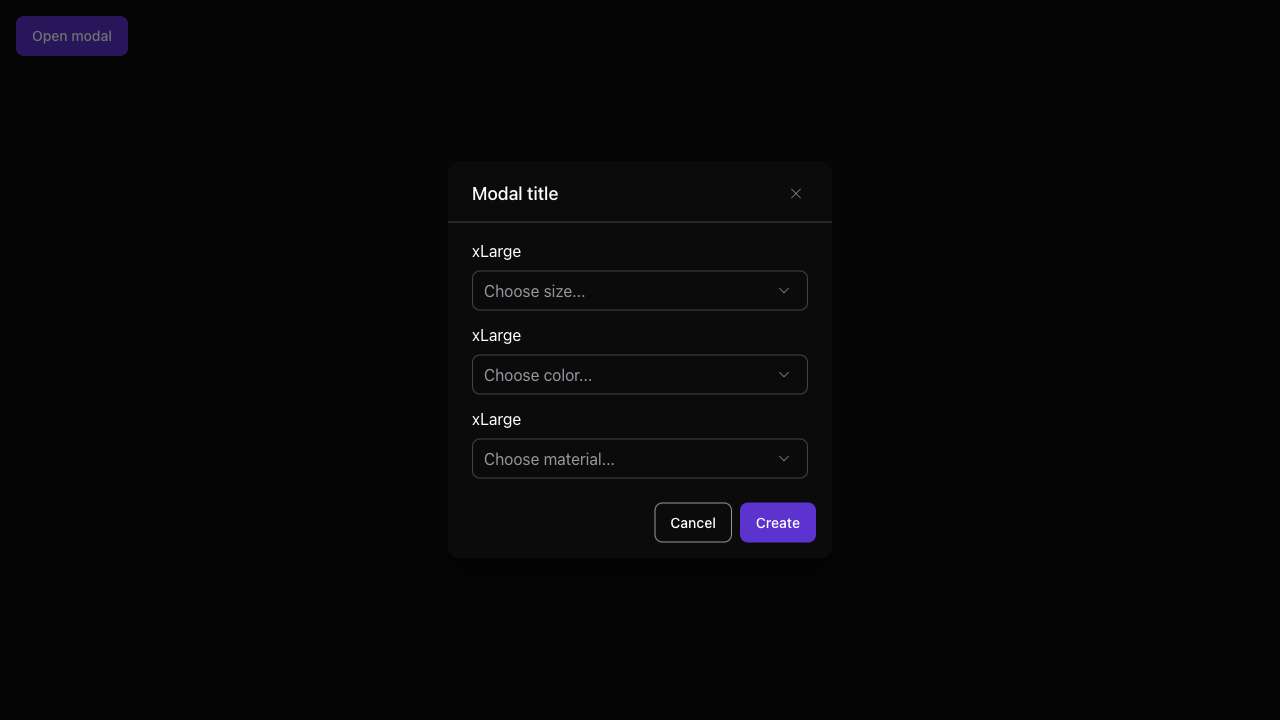 Open modal
Modal title
xLarge
Choose size...
xLarge
Choose color...
xLarge
Choose material...
Cancel
Create